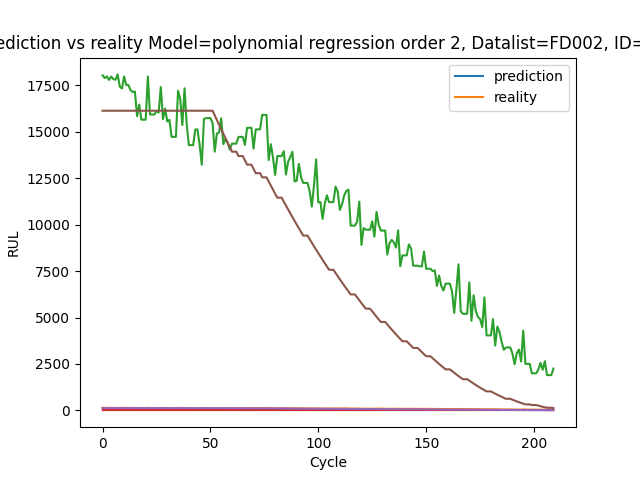 ediction vs reality Model=polynomial regression order 2, Datalist=FD002, ID=
prediction
reality
17500
15000
12500
10000
7500
5000
2500
0
RUL
0 50 100 150 200
Cycle